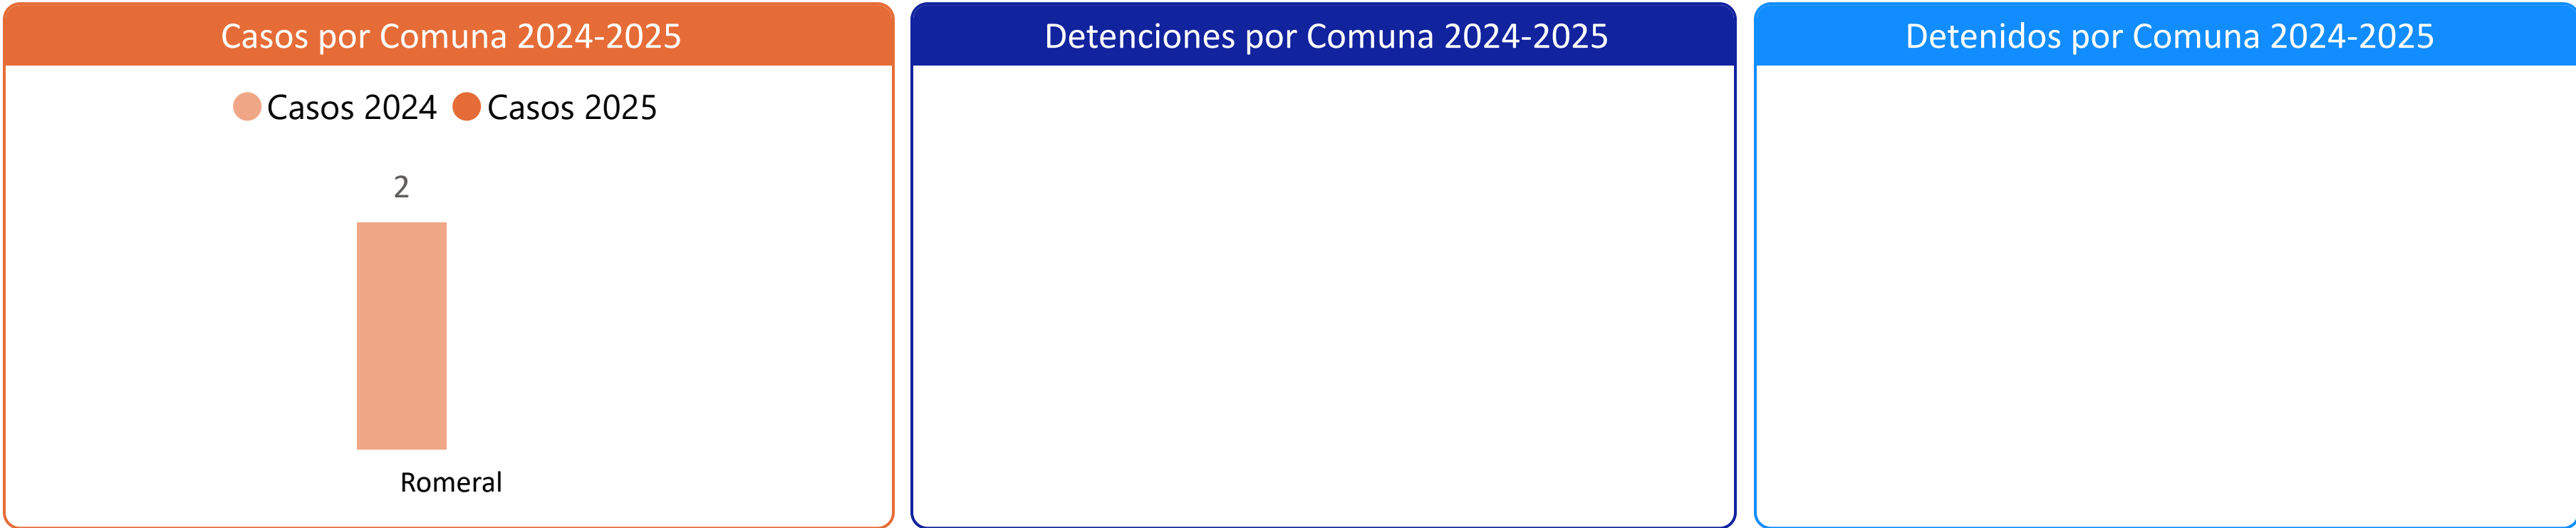 Casos por Comuna 2024-2025
Casos 2024 Casos 2025
2
Romeral
Detenciones por Comuna 2024-2025
Detenidos por Comuna 2024-2025